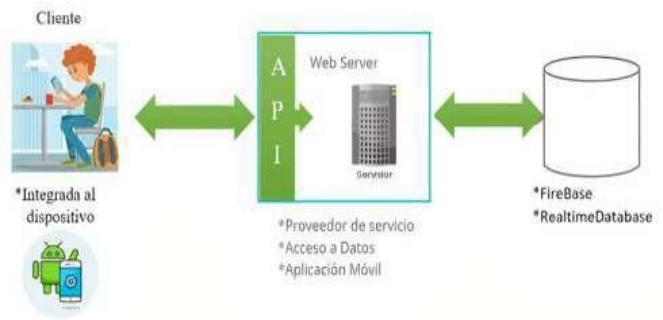 Cliente
*Integrada al
dispositivo
A
P
I
Web Server
Servidor
*Proveedor de servicio
*Acceso a Datos
*Aplicación Móvil
*FireBase
*RealtimeDatabase